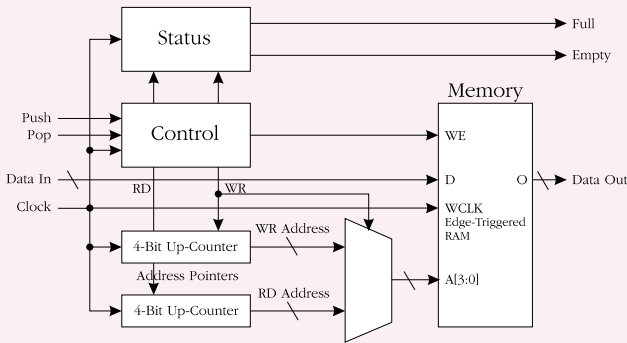 Status
Full
Empty
Memory
Push
Pop
Control
WE
Data In
RD
WR
D
O
Data Out
Clock
WCLK
Edge-Triggered
RAM
WR Address
4-Bit Up-Counter
Address Pointers
A[3:0]
RD Address
4-Bit Up-Counter